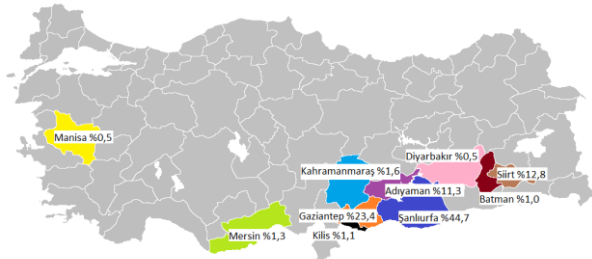 Manisa %0,5
Diyarbakır %0,5
Kahramanmaraş %1,6
Siirt %12,8
Adıyaman %11,3
Batman %1,0
Gaziantep %23,4
Şanlıurfa %44,7
Mersin %1,3
Kilis %1,1